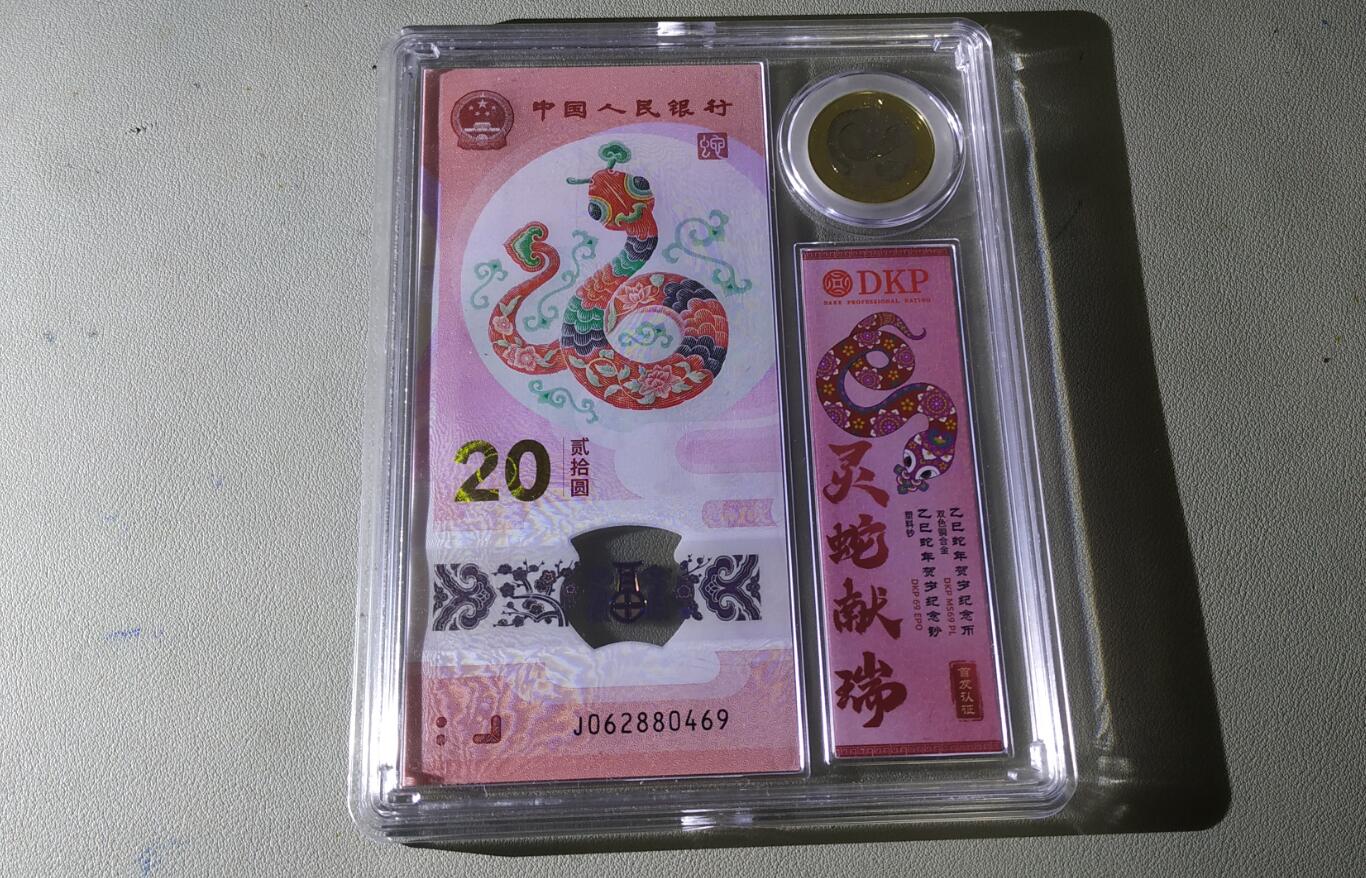 中国人民银行
20
贰拾圆
J062880469
DKP
DAKE PROFESSIONAL RATING
灵蛇献瑞
乙巳蛇年贺岁纪念币
双色铜合金
DKP MS69 PL
乙巳蛇年贺岁纪念钞
塑料钞
DKP 69 EPQ
首发认证